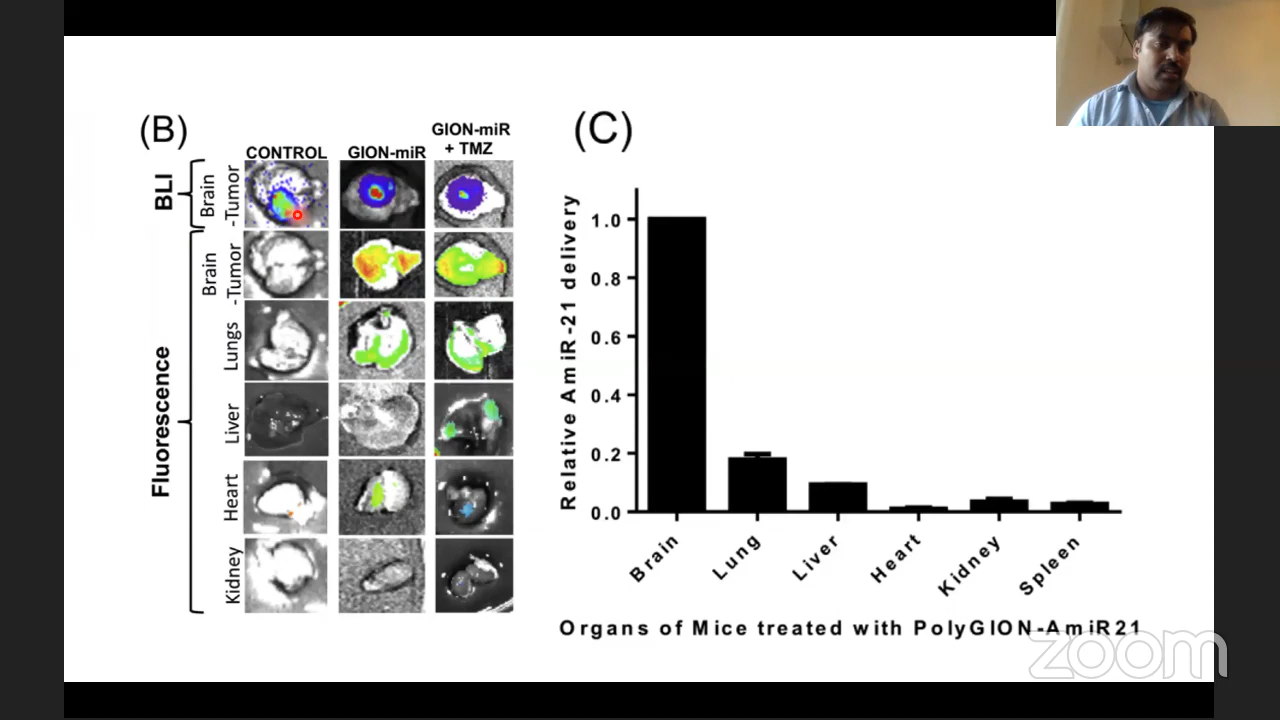 (B)
CONTROL
GION-miR
GION-miR
+ TMZ
BLI
Brain
-Tumor
Fluorescence
Brain
-Tumor
Lungs
Liver
Heart
Kidney
(C)
Relative AmiR-21 delivery
1.0
0.8
0.6
0.4
0.2
0.0
Brain
Lung
Liver
Heart
Kidney
Spleen
Organs of Mice treated with PolyGION-AmiR21
zoom